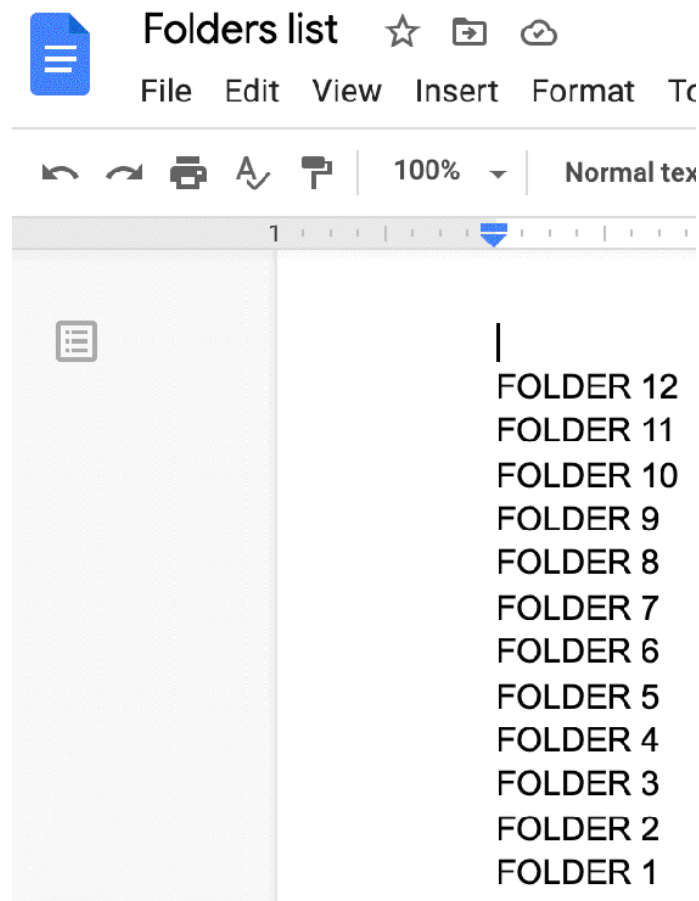 Folders list
File Edit View Insert Format To
100% Normal tex
1
FOLDER 12
FOLDER 11
FOLDER 10
FOLDER 9
FOLDER 8
FOLDER 7
FOLDER 6
FOLDER 5
FOLDER 4
FOLDER 3
FOLDER 2
FOLDER 1